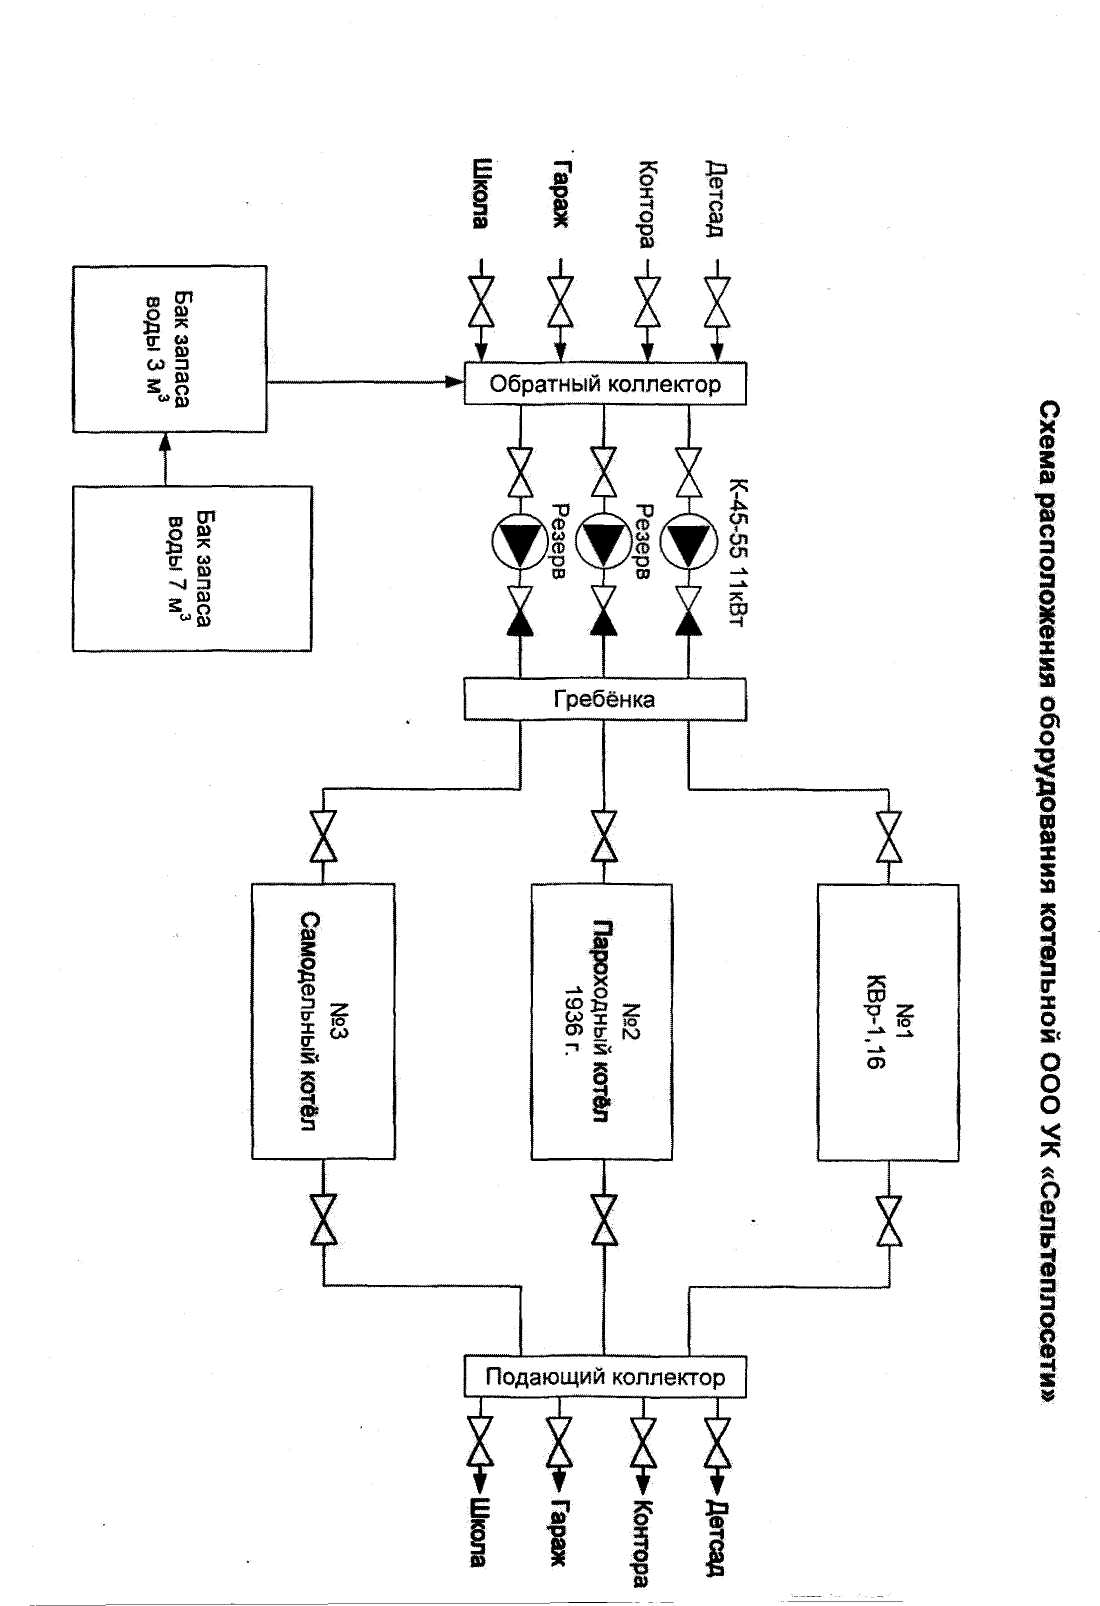 Схема расположения оборудования котельной ООО УК «Сельтеплосети»
Детсад
Контора
Гараж
Школа
Обратный коллектор
К-45-55 11кВт
Резерв
Резерв
Гребёнка
№1
КВр-1,16
№2
Пароходный котёл
1936 г.
№3
Самодельный котёл
Подающий коллектор
Детсад
Контора
Гараж
Школа
Бак запаса
воды 3 м³
Бак запаса
воды 7 м³